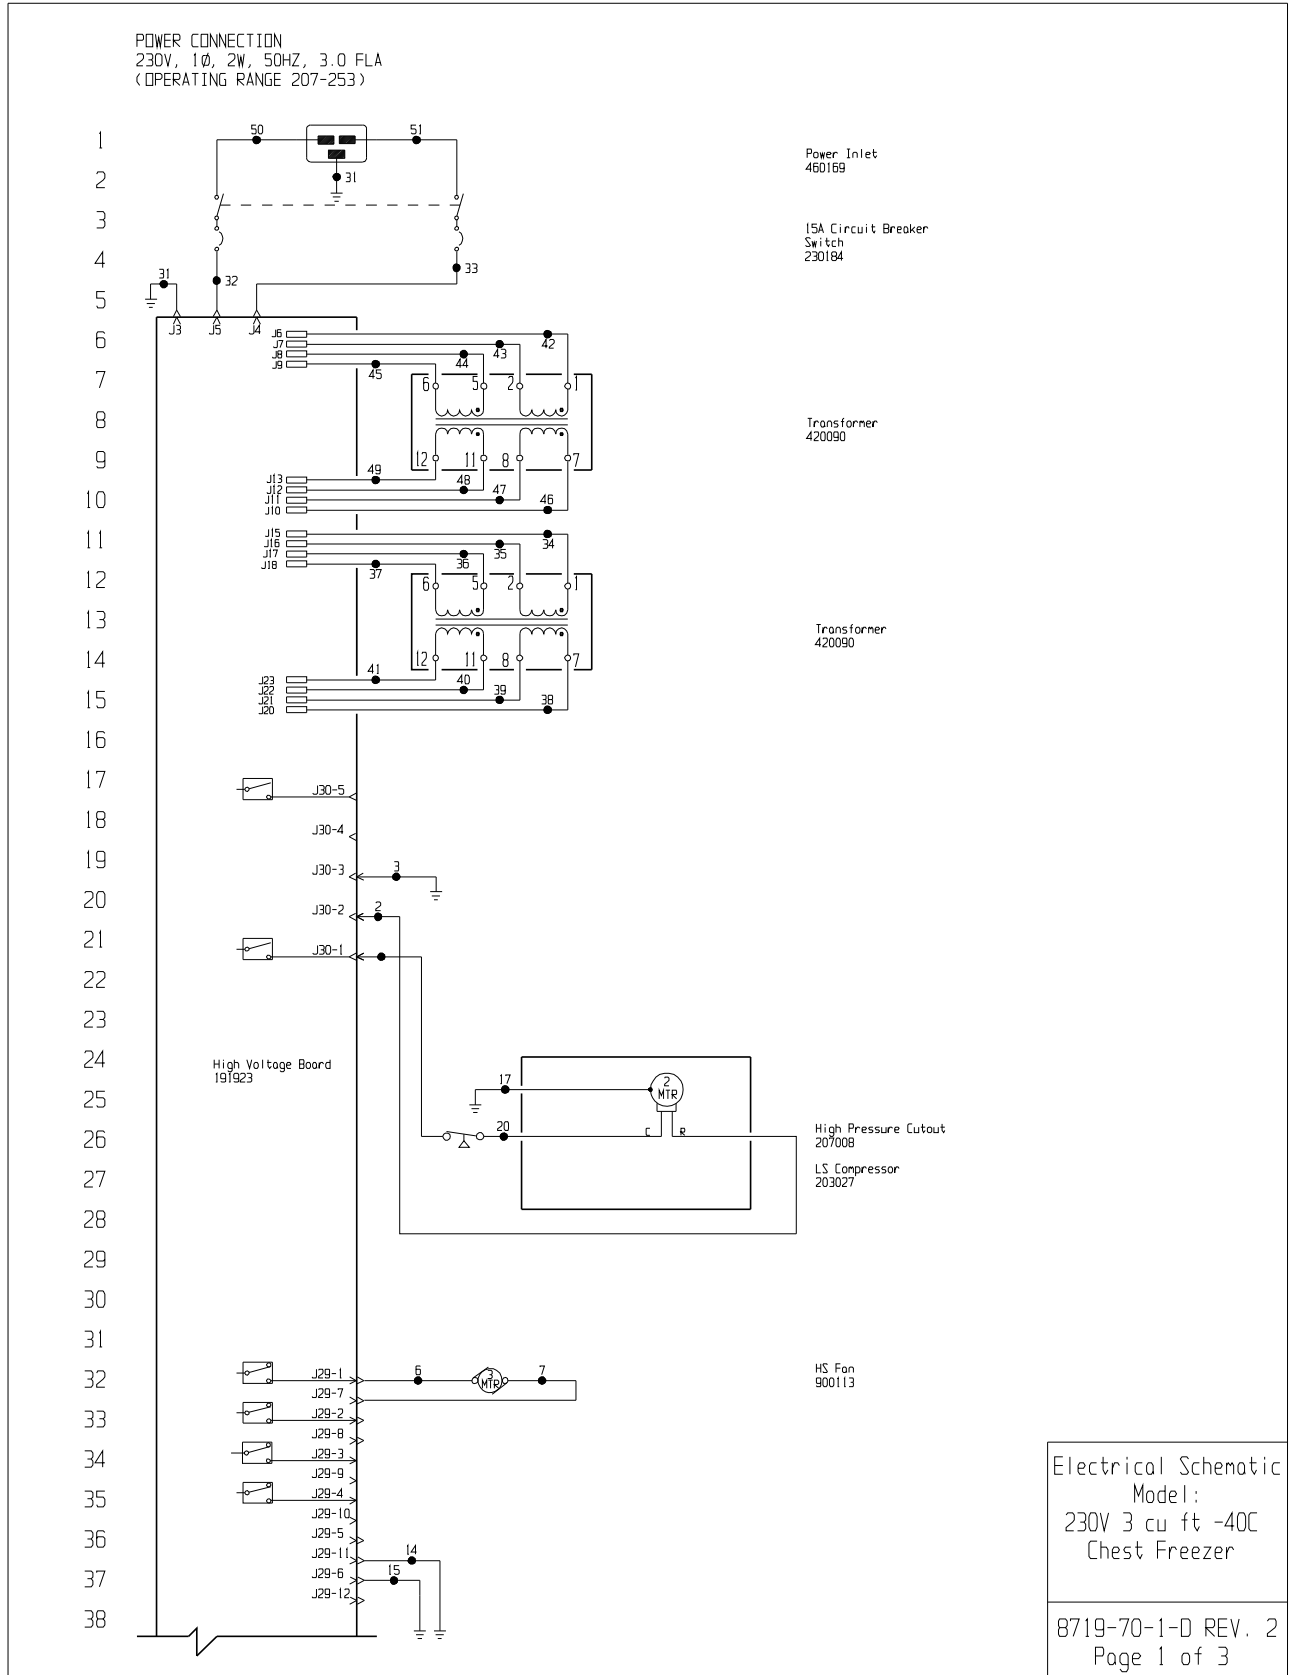 POWER CONNECTION
230V, 1Ø, 2W, 50HZ, 3.0 FLA
(OPERATING RANGE 207-253)
50
51
1
Power Inlet
460169
2
31
3
15A Circuit Breaker
Switch
230184
4
31
32
33
5
J3
J5
J4
6
J6
J7
J8
J9
42
43
44
45
7
6
5
2
1
8
Transformer
420090
9
12
11
8
7
J13
J12
J11
J10
49
48
47
46
10
11
J15
J16
J17
J18
34
35
36
37
12
6
5
2
1
13
Transformer
420090
14
12
11
8
7
J23
J22
J21
J20
41
40
39
38
15
16
17
J30-5
18
J30-4
19
J30-3
3
20
J30-2
2
21
J30-1
22
23
24
High Voltage Board
191923
17
2
MTR
25
26
20
C
R
High Pressure Cutout
207008
27
LS Compressor
203027
28
29
30
31
32
J29-1
6
3
MTR
7
HS Fan
900113
J29-7
33
J29-2
J29-8
34
J29-3
J29-9
35
J29-4
J29-10
36
J29-5
J29-11
14
37
J29-6
15
J29-12
38
Electrical Schematic
Model:
230V 3 cu ft -40C
Chest Freezer
8719-70-1-D REV. 2
Page 1 of 3